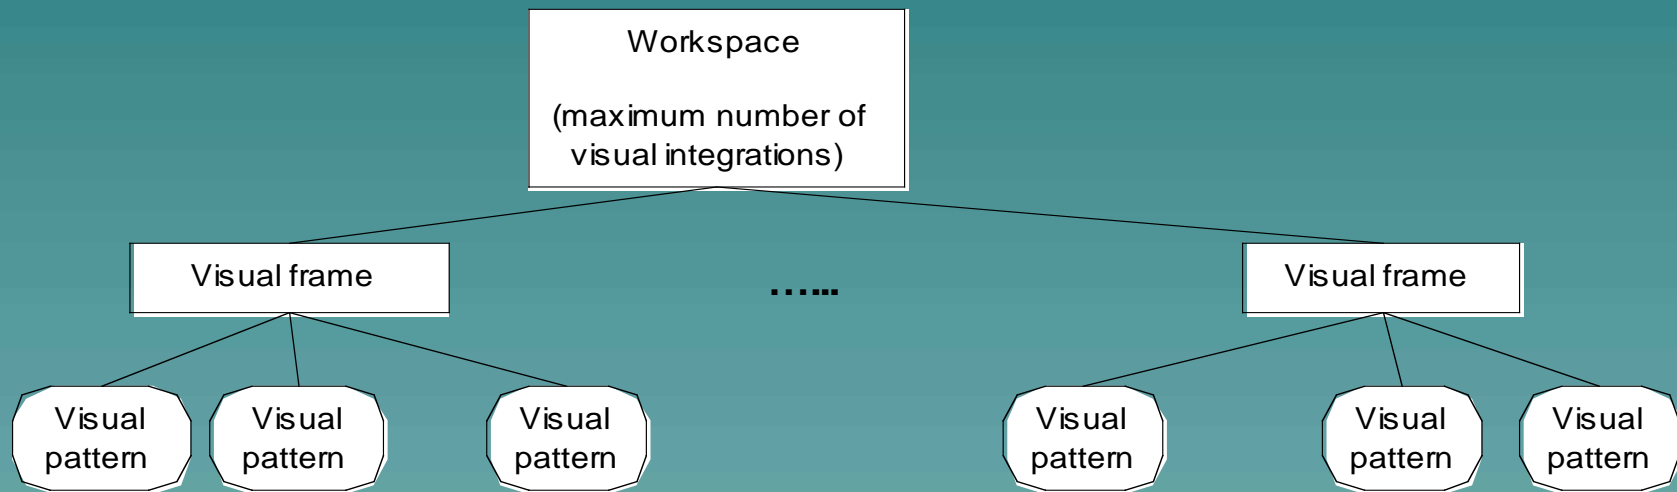 Workspace
(maximum number of
visual integrations)
Visual frame
......
Visual frame
Visual
pattern
Visual
pattern
Visual
pattern
Visual
pattern
Visual
pattern
Visual
pattern